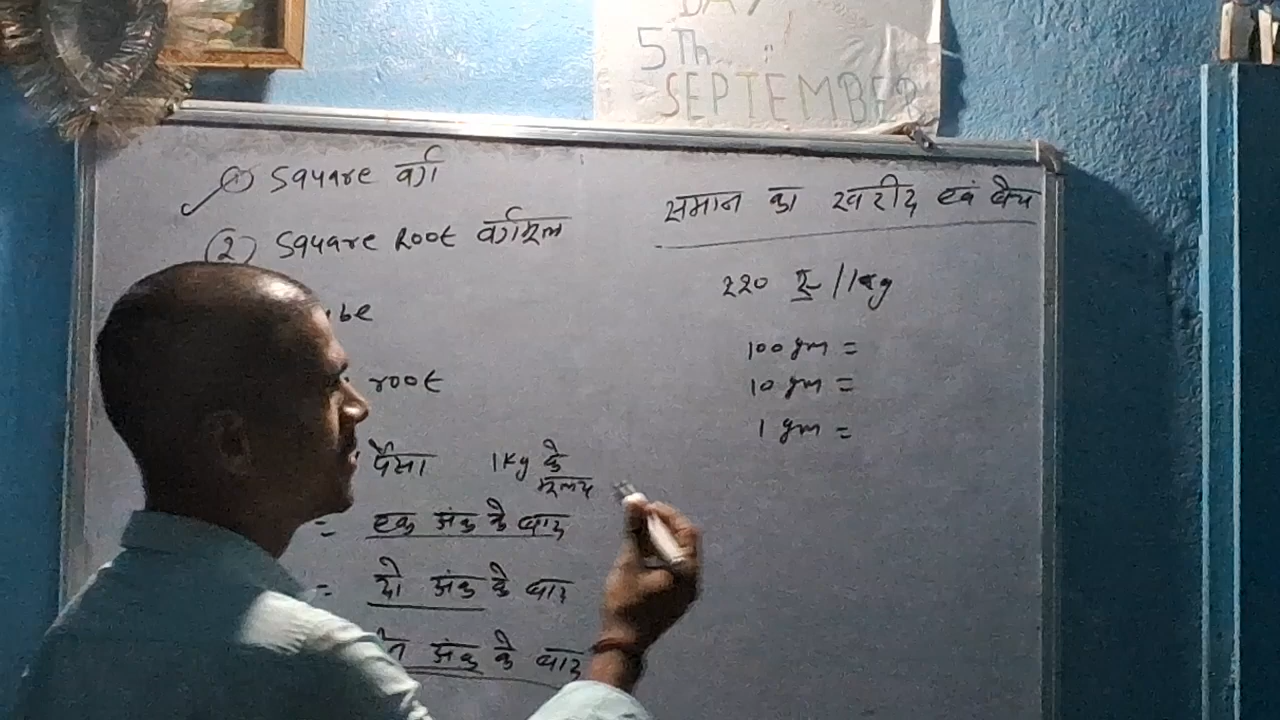 DAY
5Th
SEPTEMBER
① Square वर्ग
② Square Root वर्गमूल
be
root
पैसा 1Kg के मूल्य
= एक अंक के बाद
= दो अंक के बाद
अंक के बाद
समान का खरीद एवं बेच
220 रु/1kg
100 gm =
10 gm =
1 gm =